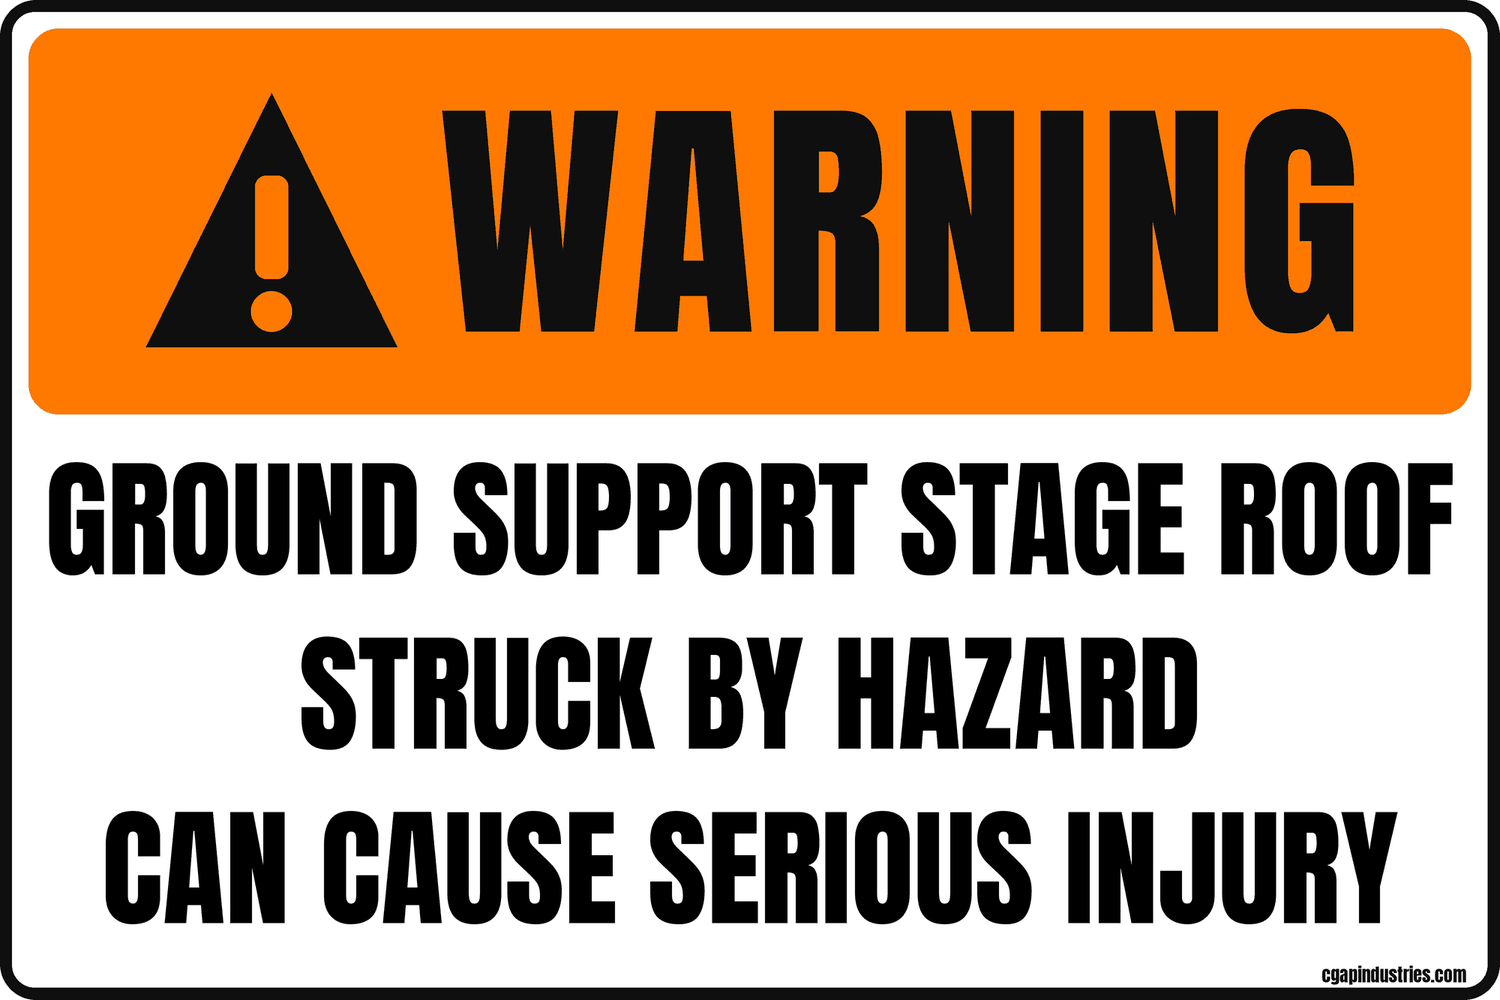 WARNING
GROUND SUPPORT STAGE ROOF
STRUCK BY HAZARD
CAN CAUSE SERIOUS INJURY
cgapindustries.com